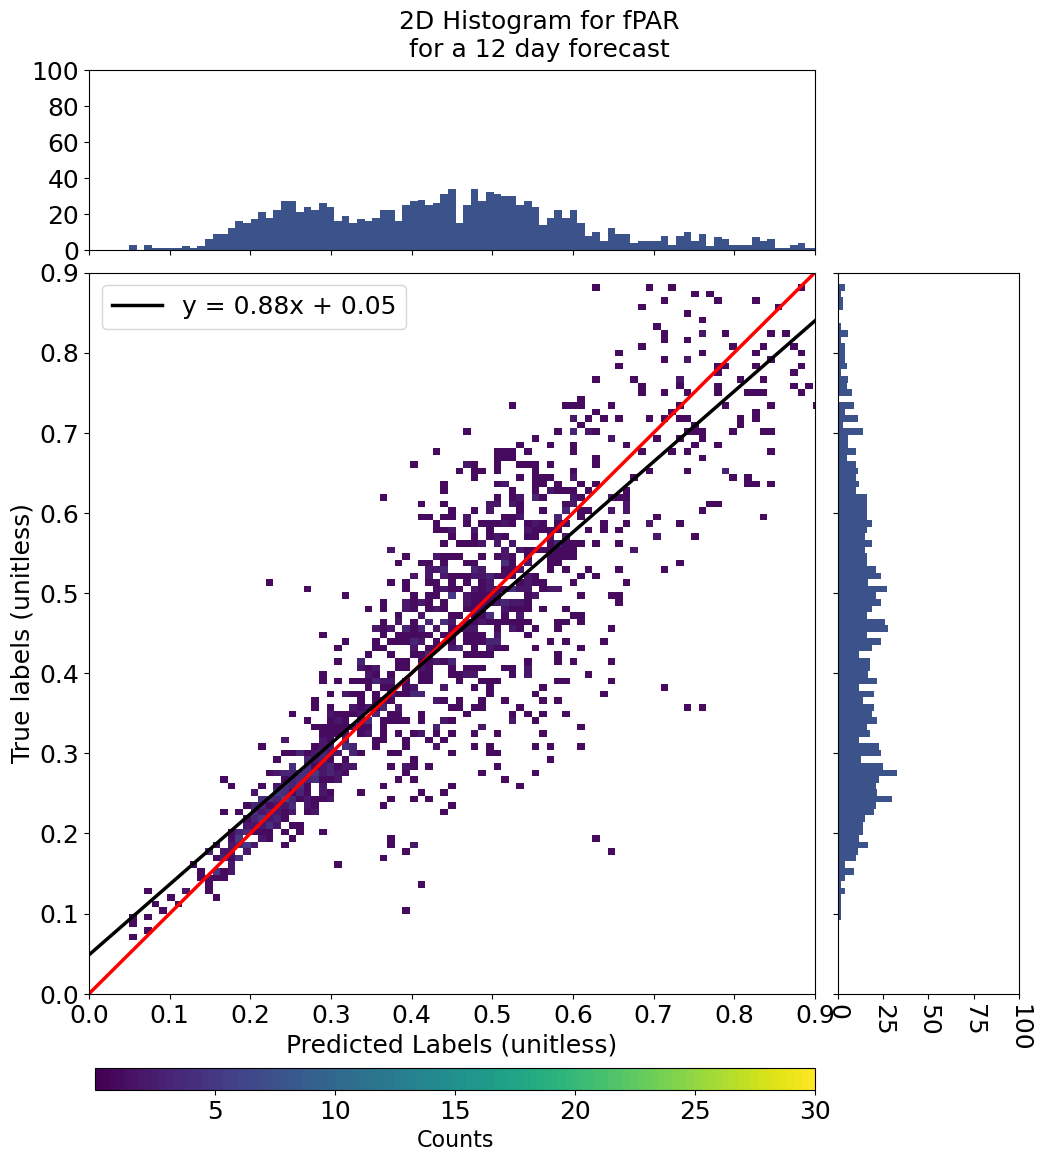 2D Histogram for fPAR
for a 12 day forecast
100
80
60
40
20
0
0.9
0.8
0.7
0.6
0.5
0.4
0.3
0.2
0.1
0.0
True labels (unitless)
y = 0.88x + 0.05
0.0 0.1 0.2 0.3 0.4 0.5 0.6 0.7 0.8 0.9
0 25 50 75 100
Predicted Labels (unitless)
5 10 15 20 25 30
Counts